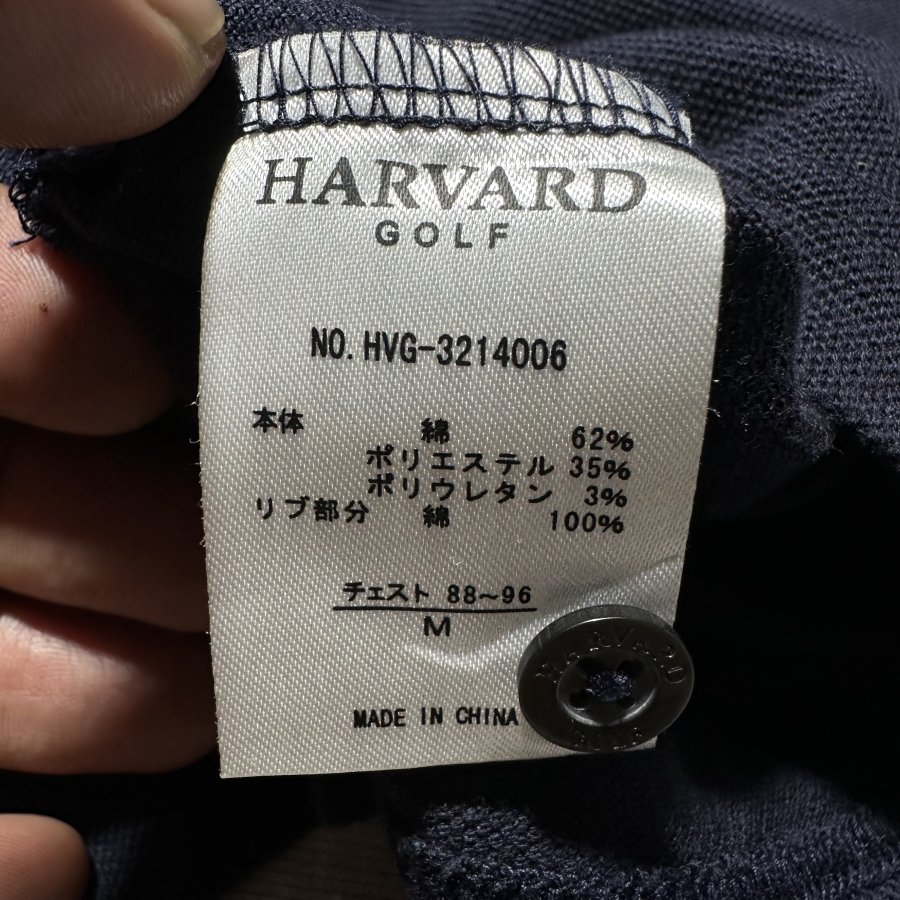 HARVARD
GOLF
NO. HVG-3214006
本体 綿 62%
ポリエステル 35%
ポリウレタン 3%
リブ部分 綿 100%
チェスト 88~96
M
MADE IN CHINA
HARVARD
GOLF